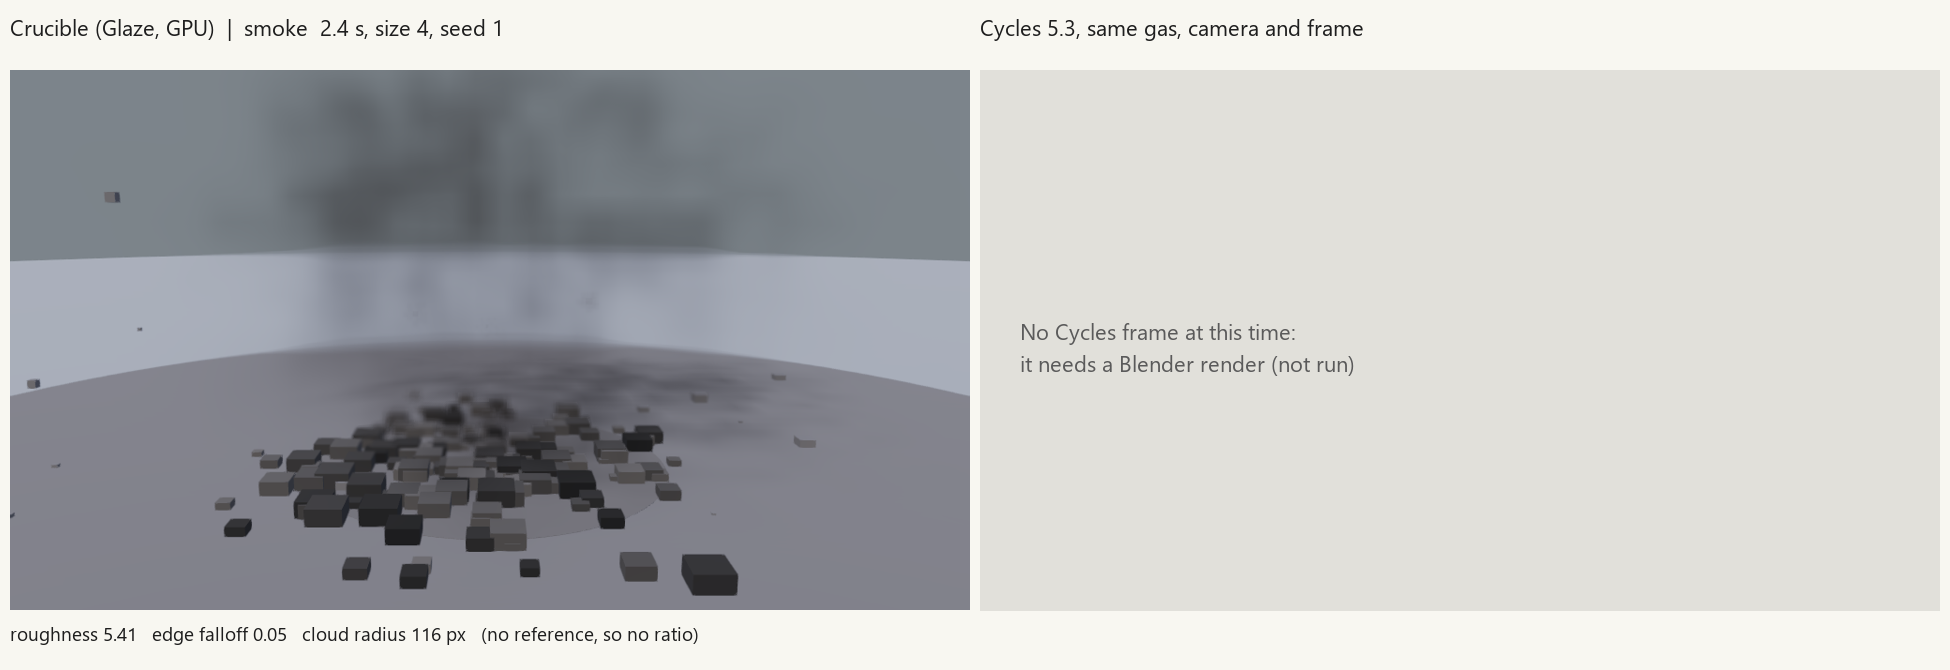 Crucible (Glaze, GPU)  |  smoke  2.4 s, size 4, seed 1
Cycles 5.3, same gas, camera and frame
No Cycles frame at this time:
it needs a Blender render (not run)
roughness 5.41   edge falloff 0.05   cloud radius 116 px   (no reference, so no ratio)